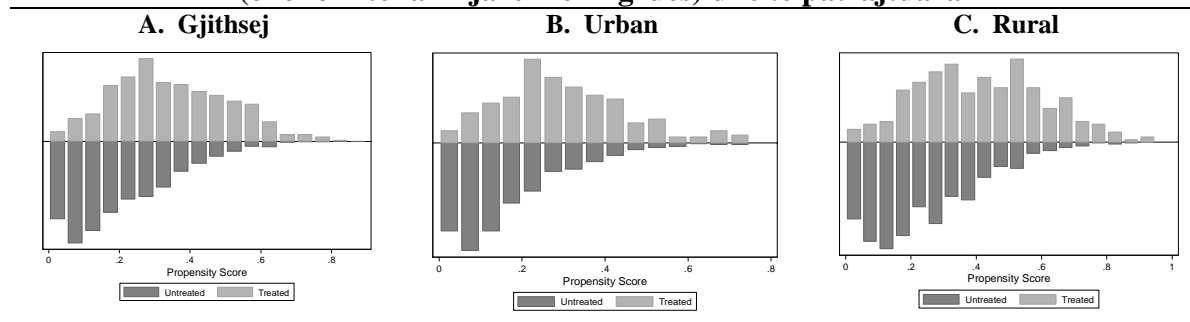 A. Gjithsej
B. Urban
C. Rural
0 .2 .4 .6 .8
Propensity Score
Untreated Treated
0 .2 .4 .6 .8
Propensity Score
Untreated Treated
0 .2 .4 .6 .8 1
Propensity Score
Untreated Treated